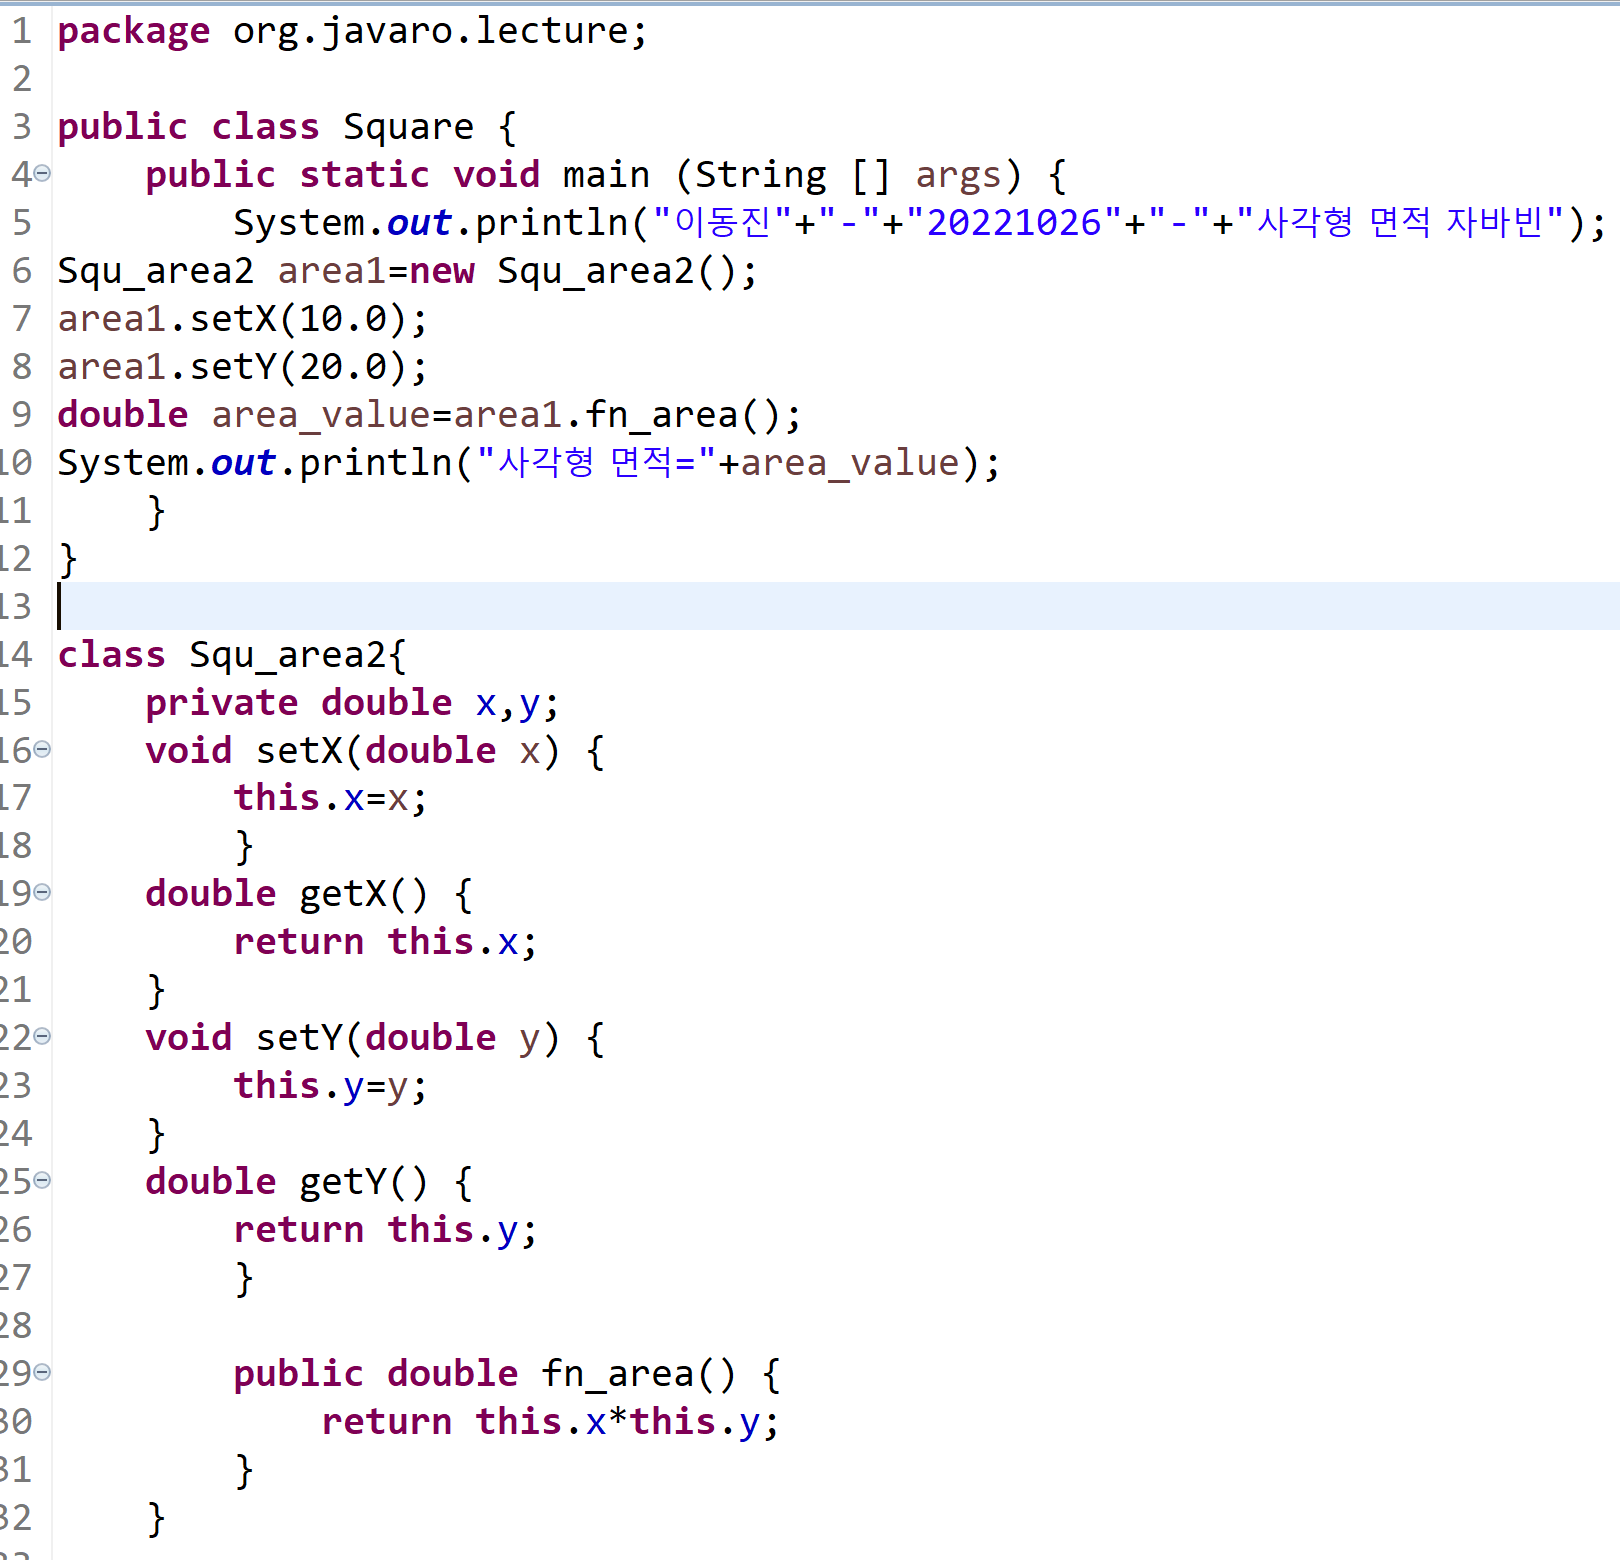 1 package org.javaro.lecture;
2
3 public class Square {
4 public static void main (String [] args) {
5 System.out.println("이동진"+"-"+"20221026"+"-"+"사각형 면적 자바빈");
6 Squ_area2 area1=new Squ_area2();
7 area1.setX(10.0);
8 area1.setY(20.0);
9 double area_value=area1.fn_area();
10 System.out.println("사각형 면적="+area_value);
11 }
12 }
13
14 class Squ_area2{
15 private double x,y;
16 void setX(double x) {
17 this.x=x;
18 }
19 double getX() {
20 return this.x;
21 }
22 void setY(double y) {
23 this.y=y;
24 }
25 double getY() {
26 return this.y;
27 }
28
29 public double fn_area() {
30 return this.x*this.y;
31 }
32 }